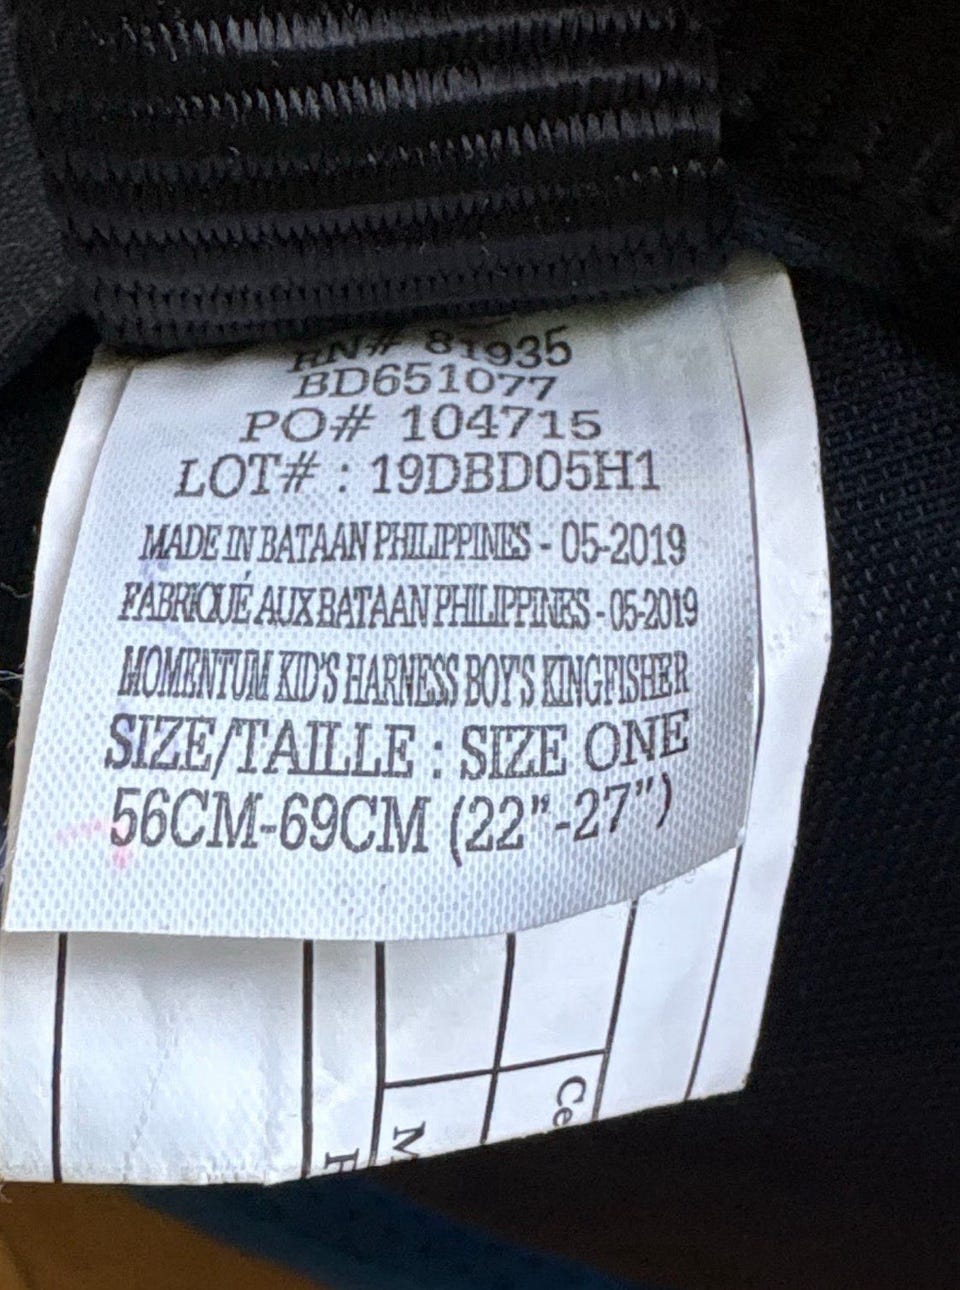 RN# 81935
BD651077
PO# 104715
LOT# : 19DBD05H1
MADE IN BATAAN PHILIPPINES - 05-2019
FABRIQUÉ AUX BATAAN PHILIPPINES - 05-2019
MOMENTUM KID'S HARNESS BOY'S KINGFISHER
SIZE/TAILLE : SIZE ONE
56CM-69CM (22"-27")
Ce
M